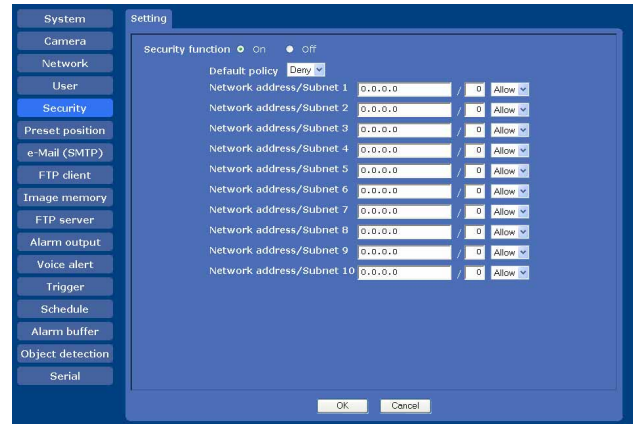 System
Camera
Network
User
Security
Preset position
e-Mail (SMTP)
FTP client
Image memory
FTP server
Alarm output
Voice alert
Trigger
Schedule
Alarm buffer
Object detection
Serial
Setting
Security function On Off
Default policy Deny
Network address/Subnet 1 0.0.0.0 / 0 Allow
Network address/Subnet 2 0.0.0.0 / 0 Allow
Network address/Subnet 3 0.0.0.0 / 0 Allow
Network address/Subnet 4 0.0.0.0 / 0 Allow
Network address/Subnet 5 0.0.0.0 / 0 Allow
Network address/Subnet 6 0.0.0.0 / 0 Allow
Network address/Subnet 7 0.0.0.0 / 0 Allow
Network address/Subnet 8 0.0.0.0 / 0 Allow
Network address/Subnet 9 0.0.0.0 / 0 Allow
Network address/Subnet 10 0.0.0.0 / 0 Allow
OK Cancel